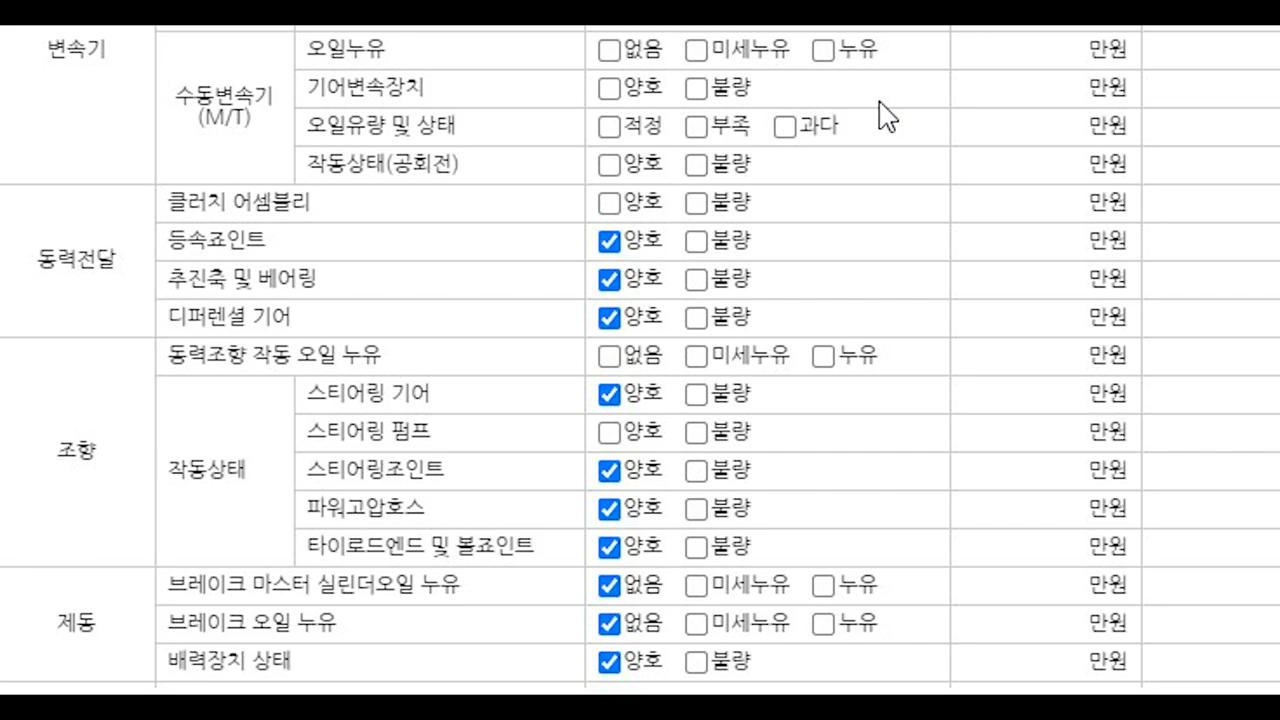 변속기
수동변속기
(M/T)
오일누유 없음 미세누유 누유 만원
기어변속장치 양호 불량 만원
오일유량 및 상태 적정 부족 과다 만원
작동상태(공회전) 양호 불량 만원
동력전달
클러치 어셈블리 양호 불량 만원
등속죠인트 양호 불량 만원
추진축 및 베어링 양호 불량 만원
디퍼렌셜 기어 양호 불량 만원
조향
동력조향 작동 오일 누유 없음 미세누유 누유 만원
작동상태
스티어링 기어 양호 불량 만원
스티어링 펌프 양호 불량 만원
스티어링조인트 양호 불량 만원
파워고압호스 양호 불량 만원
타이로드엔드 및 볼죠인트 양호 불량 만원
제동
브레이크 마스터 실린더오일 누유 없음 미세누유 누유 만원
브레이크 오일 누유 없음 미세누유 누유 만원
배력장치 상태 양호 불량 만원